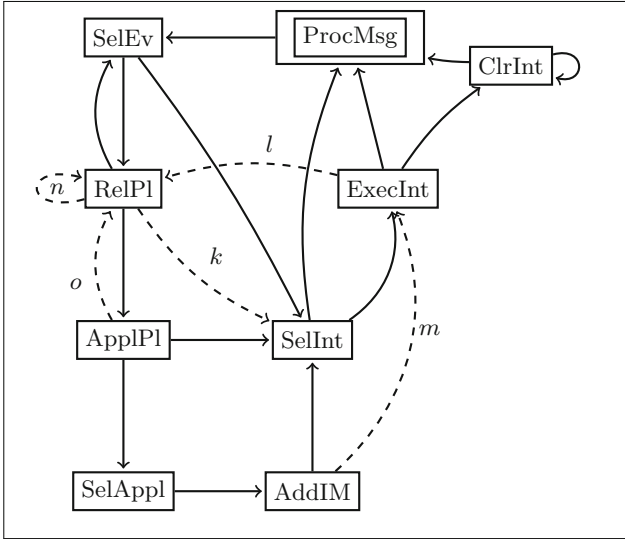 SelEv
ProcMsg
ClrInt
l
n
RelPl
ExecInt
k
o
m
ApplPl
SelInt
SelAppl
AddIM